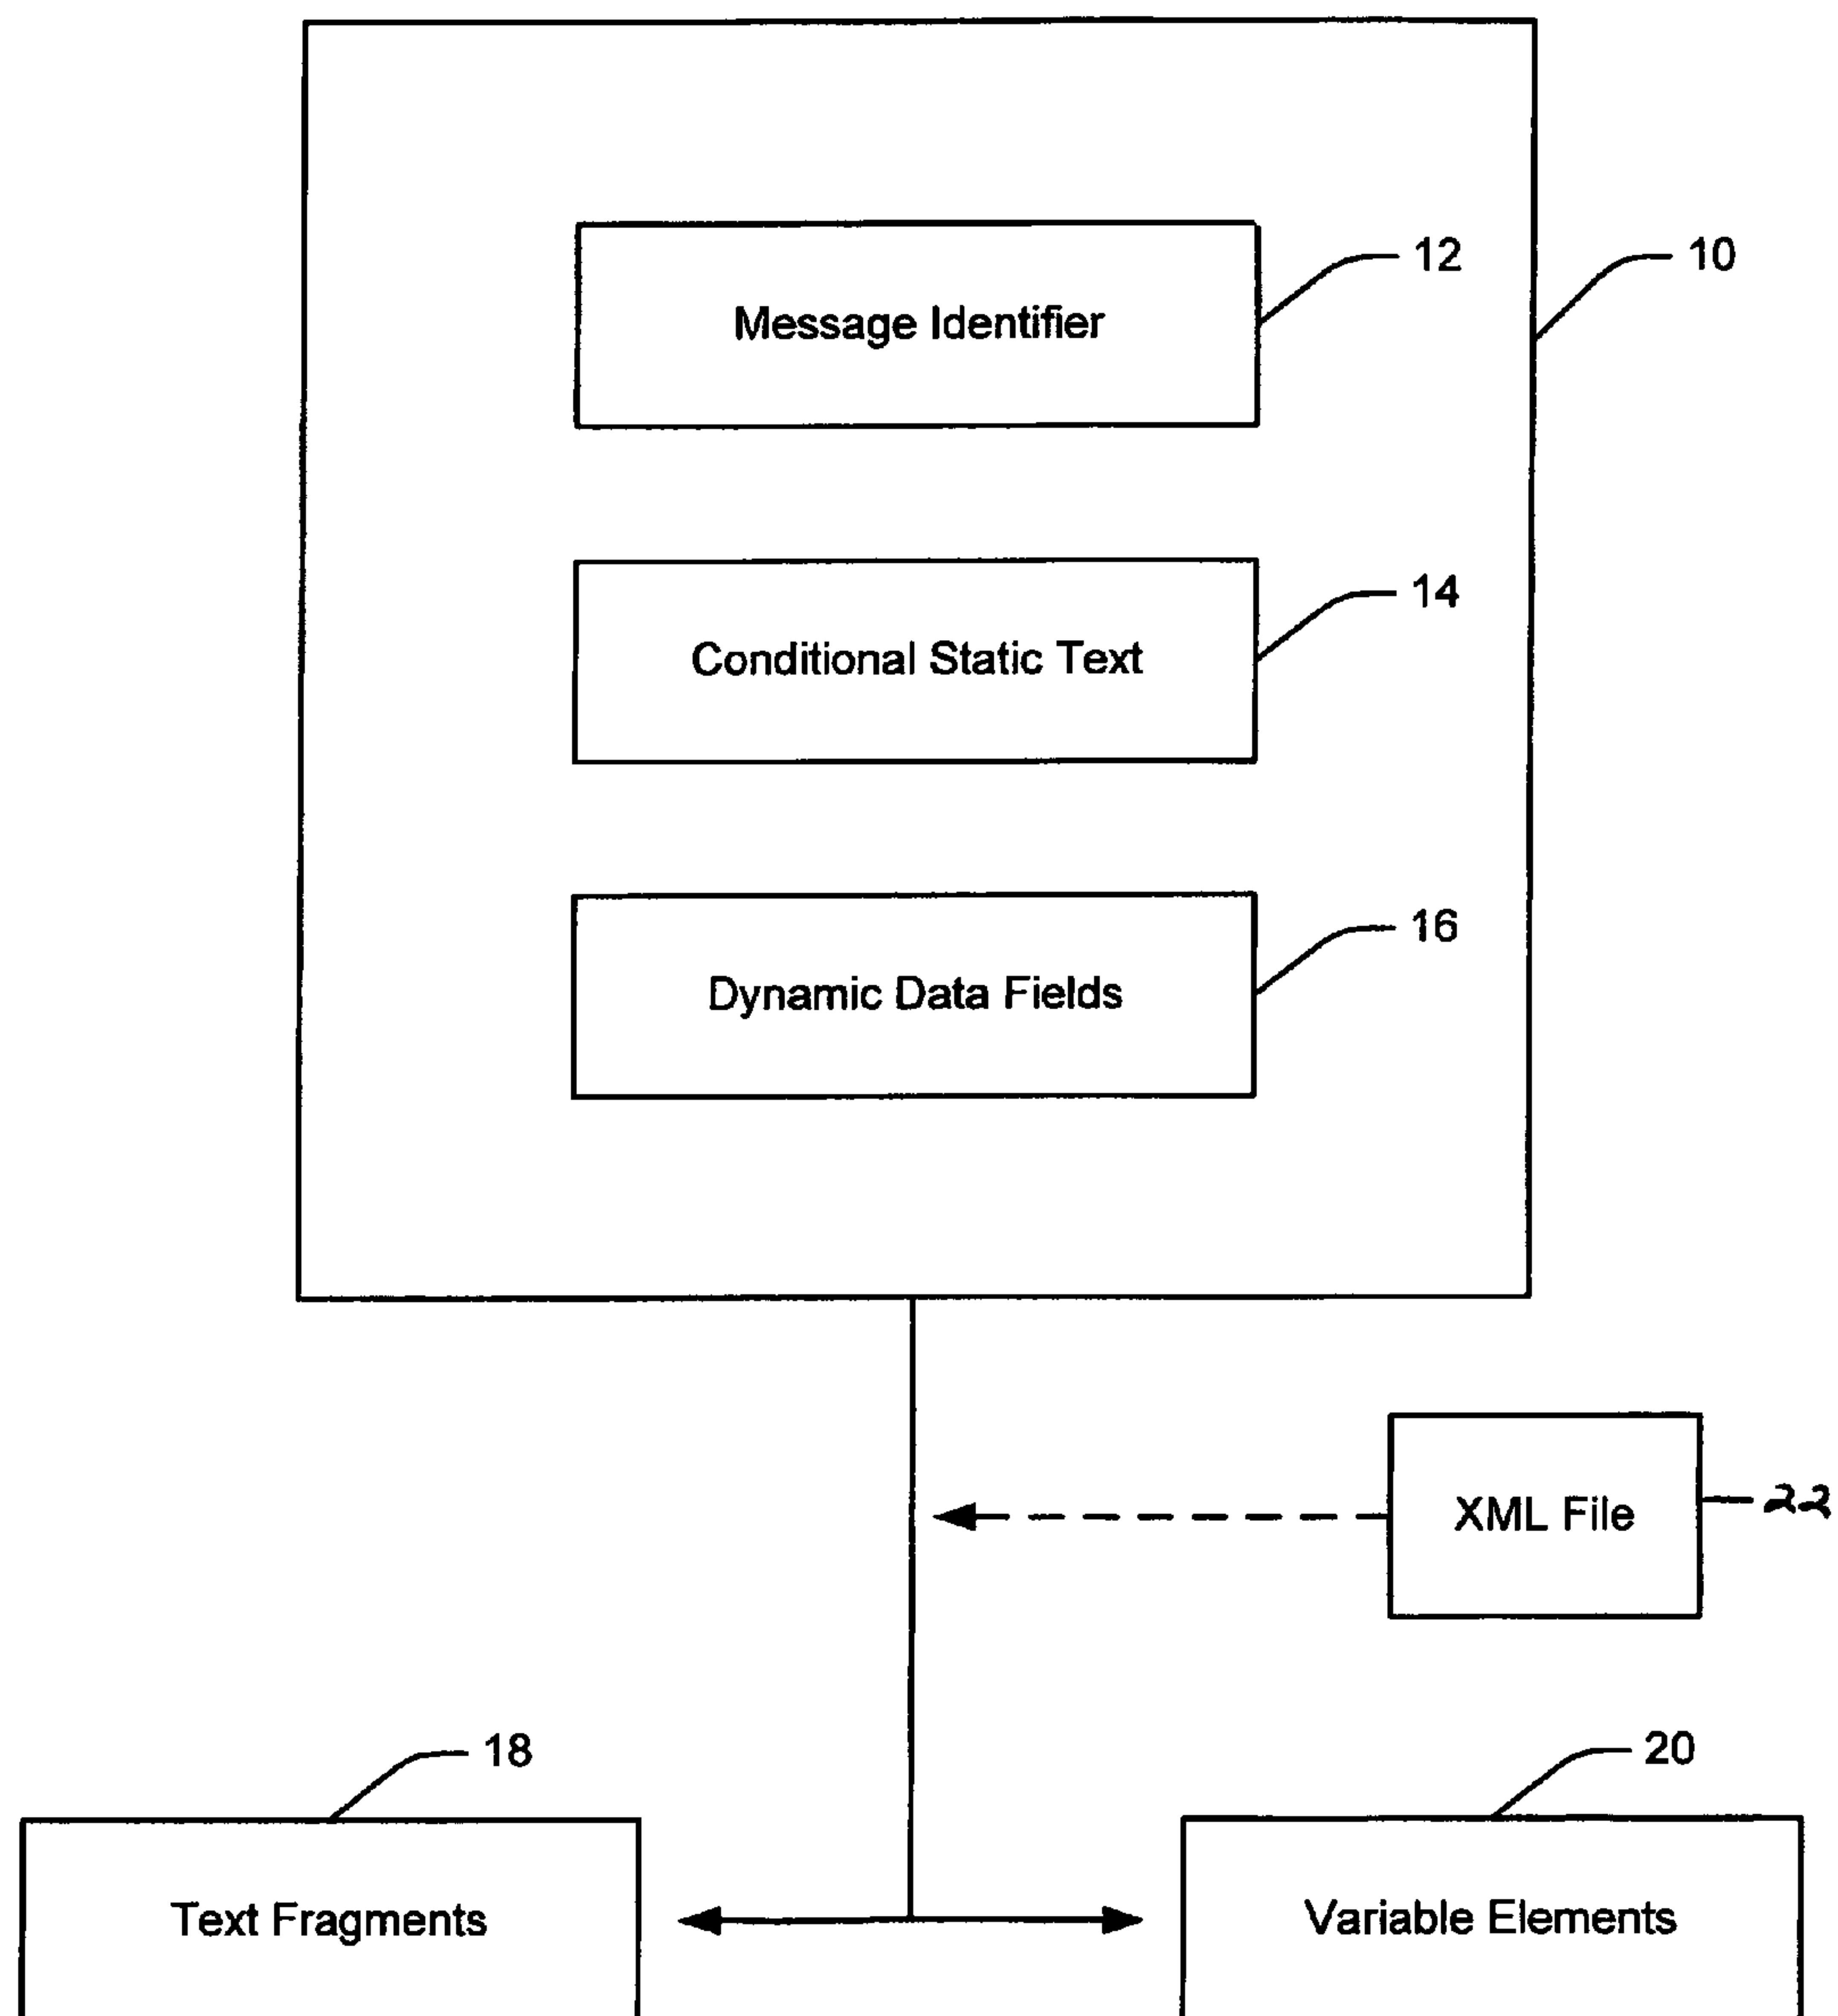 12
10
Message Identifier
14
Conditional Static Text
16
Dynamic Data Fields
XML File
22
18
20
Text Fragments
Variable Elements